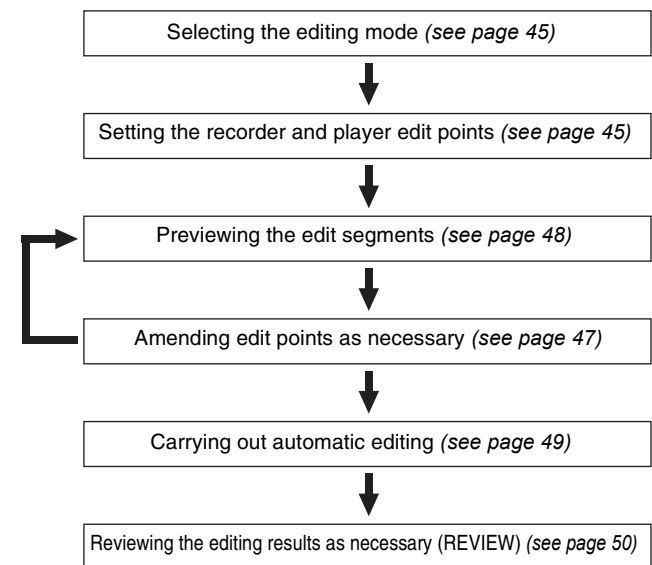 Selecting the editing mode (see page 45)
Setting the recorder and player edit points (see page 45)
Previewing the edit segments (see page 48)
Amending edit points as necessary (see page 47)
Carrying out automatic editing (see page 49)
Reviewing the editing results as necessary (REVIEW) (see page 50)